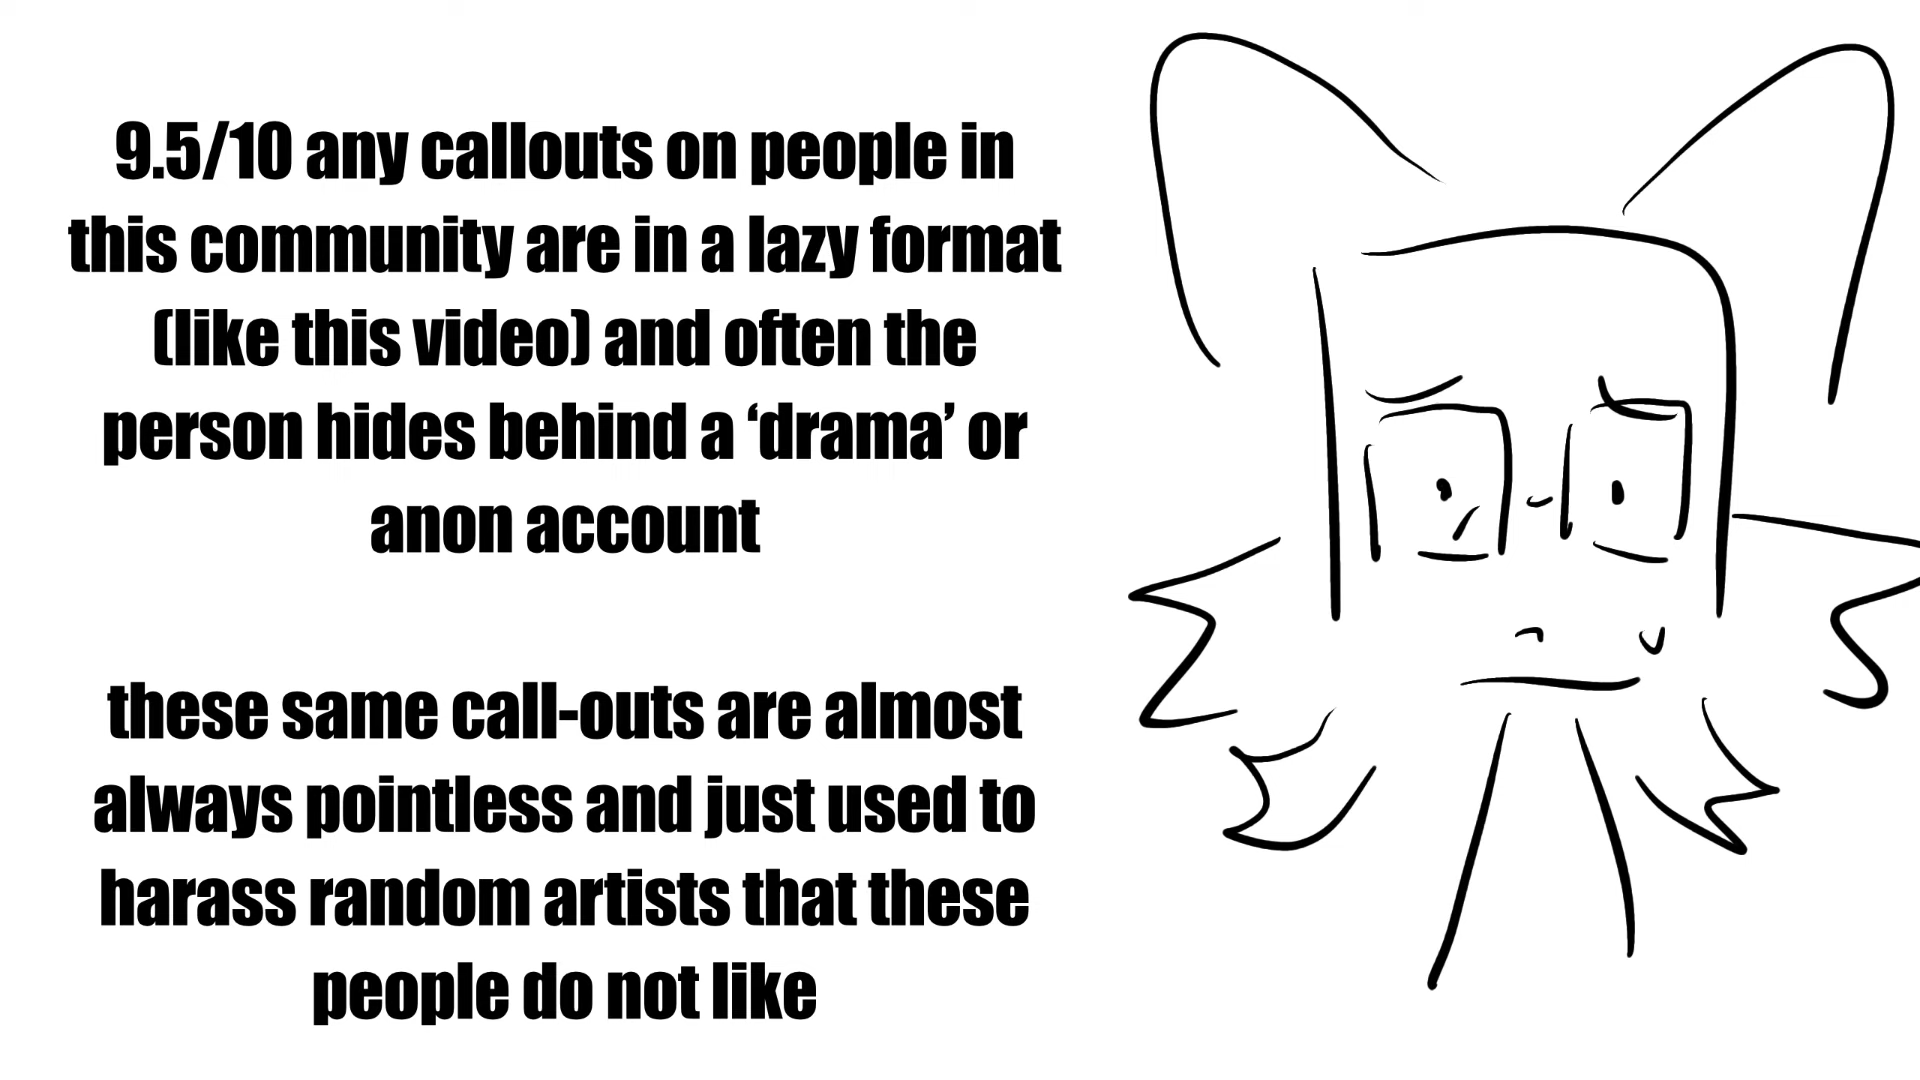 9.5/10 any callouts on people in
this community are in a lazy format
(like this video) and often the
person hides behind a ‘drama’ or
anon account
these same call-outs are almost
always pointless and just used to
harass random artists that these
people do not like